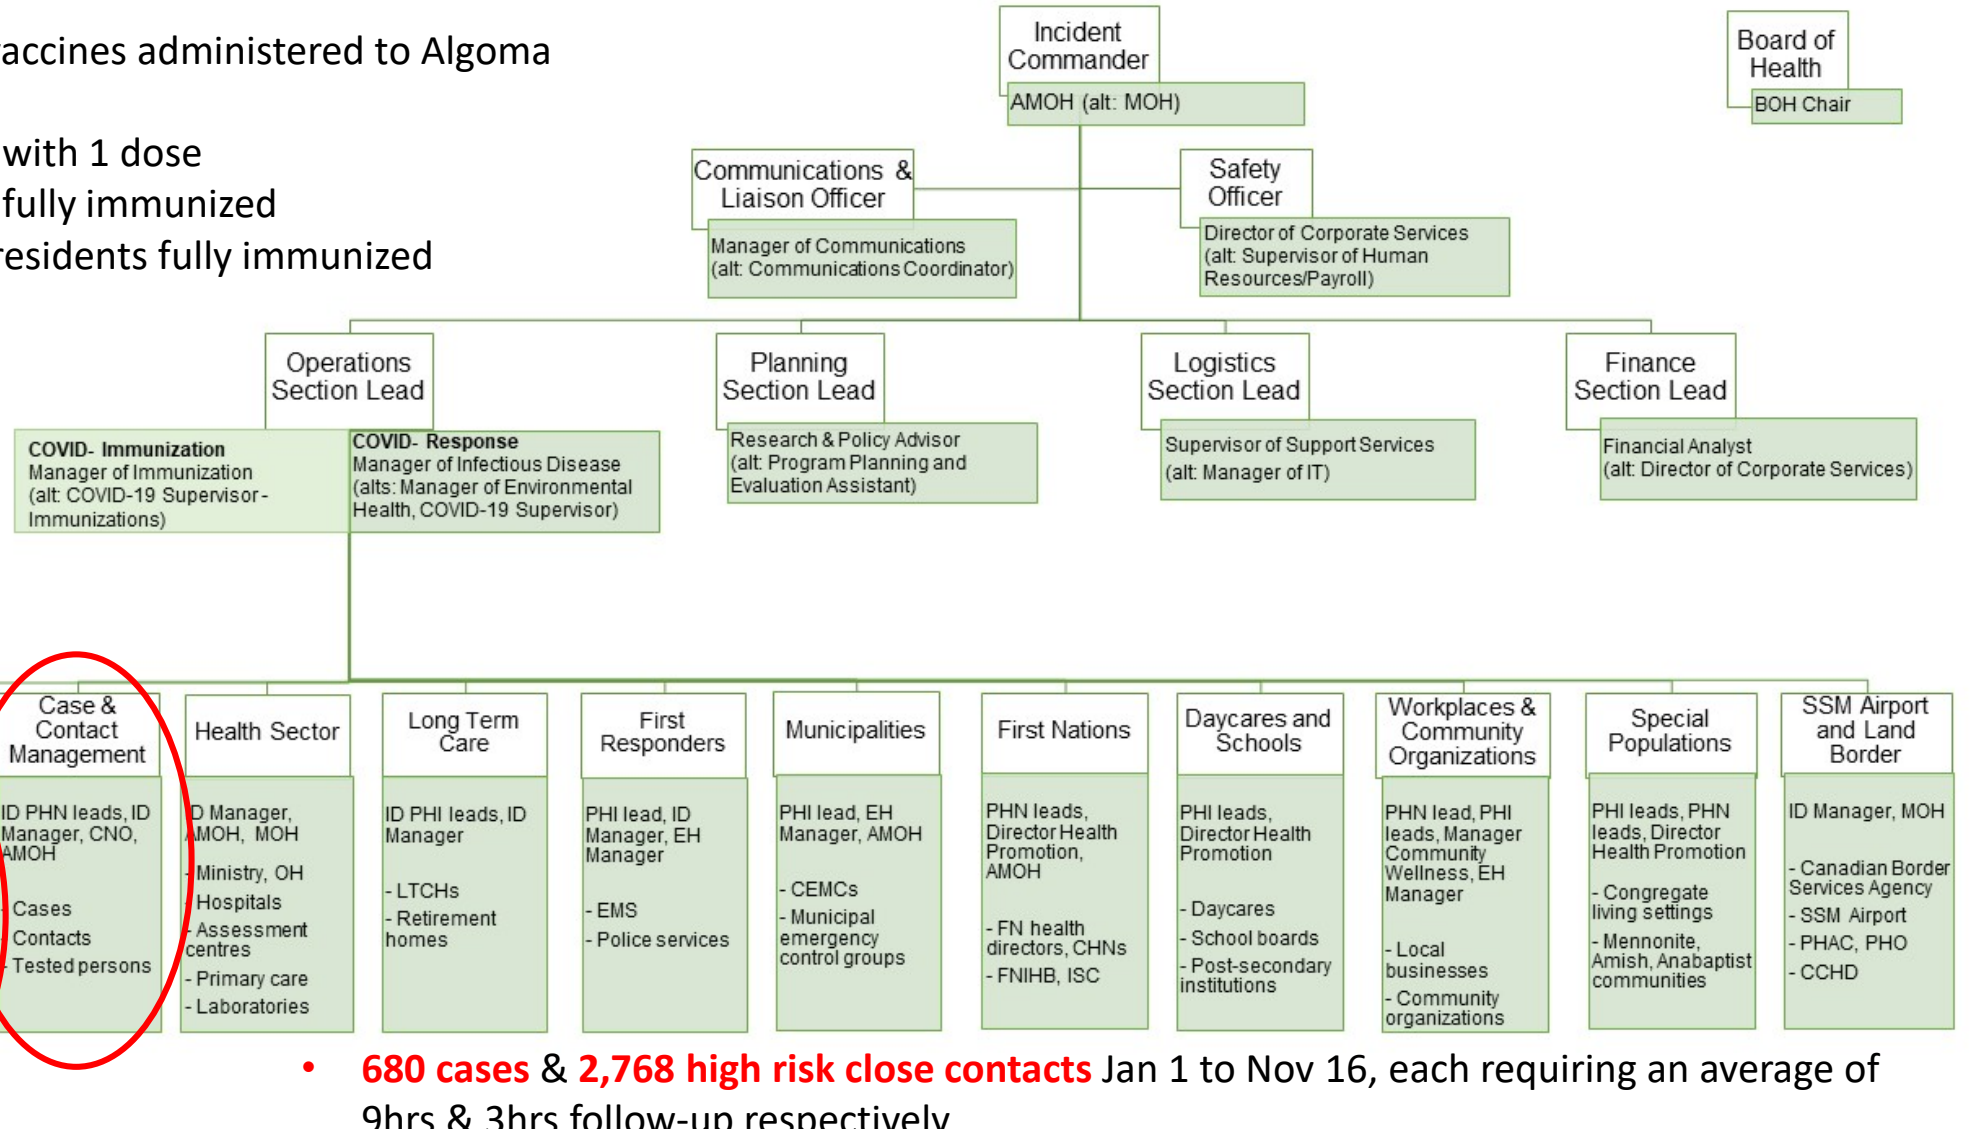 accines administered to Algoma
with 1 dose
fully immunized
residents fully immunized
Incident
Commander
AMOH (alt: MOH)
Board of
Health
BOH Chair
Communications &
Liaison Officer
Manager of Communications
(alt: Communications Coordinator)
Safety
Officer
Director of Corporate Services
(alt: Supervisor of Human
Resources/Payroll)
Operations
Section Lead
COVID- Immunization
Manager of Immunization
(alt: COVID-19 Supervisor -
Immunizations)
COVID- Response
Manager of Infectious Disease
(alts: Manager of Environmental
Health, COVID-19 Supervisor)
Planning
Section Lead
Research & Policy Advisor
(alt: Program Planning and
Evaluation Assistant)
Logistics
Section Lead
Supervisor of Support Services
(alt: Manager of IT)
Finance
Section Lead
Financial Analyst
(alt: Director of Corporate Services)
Case &
Contact
Management
ID PHN leads, ID
Manager, CNO,
AMOH
- Cases
- Contacts
- Tested persons
Health Sector
ID Manager,
AMOH, MOH
- Ministry, OH
- Hospitals
- Assessment
centres
- Primary care
- Laboratories
Long Term
Care
ID PHI leads, ID
Manager
- LTCHs
- Retirement
homes
First
Responders
PHI lead, ID
Manager, EH
Manager
- EMS
- Police services
Municipalities
PHI lead, EH
Manager, AMOH
- CEMCs
- Municipal
emergency
control groups
First Nations
PHN leads,
Director Health
Promotion,
AMOH
- FN health
directors, CHNs
- FNIHB, ISC
Daycares and
Schools
PHI leads,
Director Health
Promotion
- Daycares
- School boards
- Post-secondary
institutions
Workplaces &
Community
Organizations
PHN lead, PHI
leads, Manager
Community
Wellness, EH
Manager
- Local
businesses
- Community
organizations
Special
Populations
PHI leads, PHN
leads, Director
Health Promotion
- Congregate
living settings
- Mennonite,
Amish, Anabaptist
communities
SSM Airport
and Land
Border
ID Manager, MOH
- Canadian Border
Services Agency
- SSM Airport
- PHAC, PHO
- CCHD
• 680 cases & 2,768 high risk close contacts Jan 1 to Nov 16, each requiring an average of
9hrs & 3hrs follow-up respectively